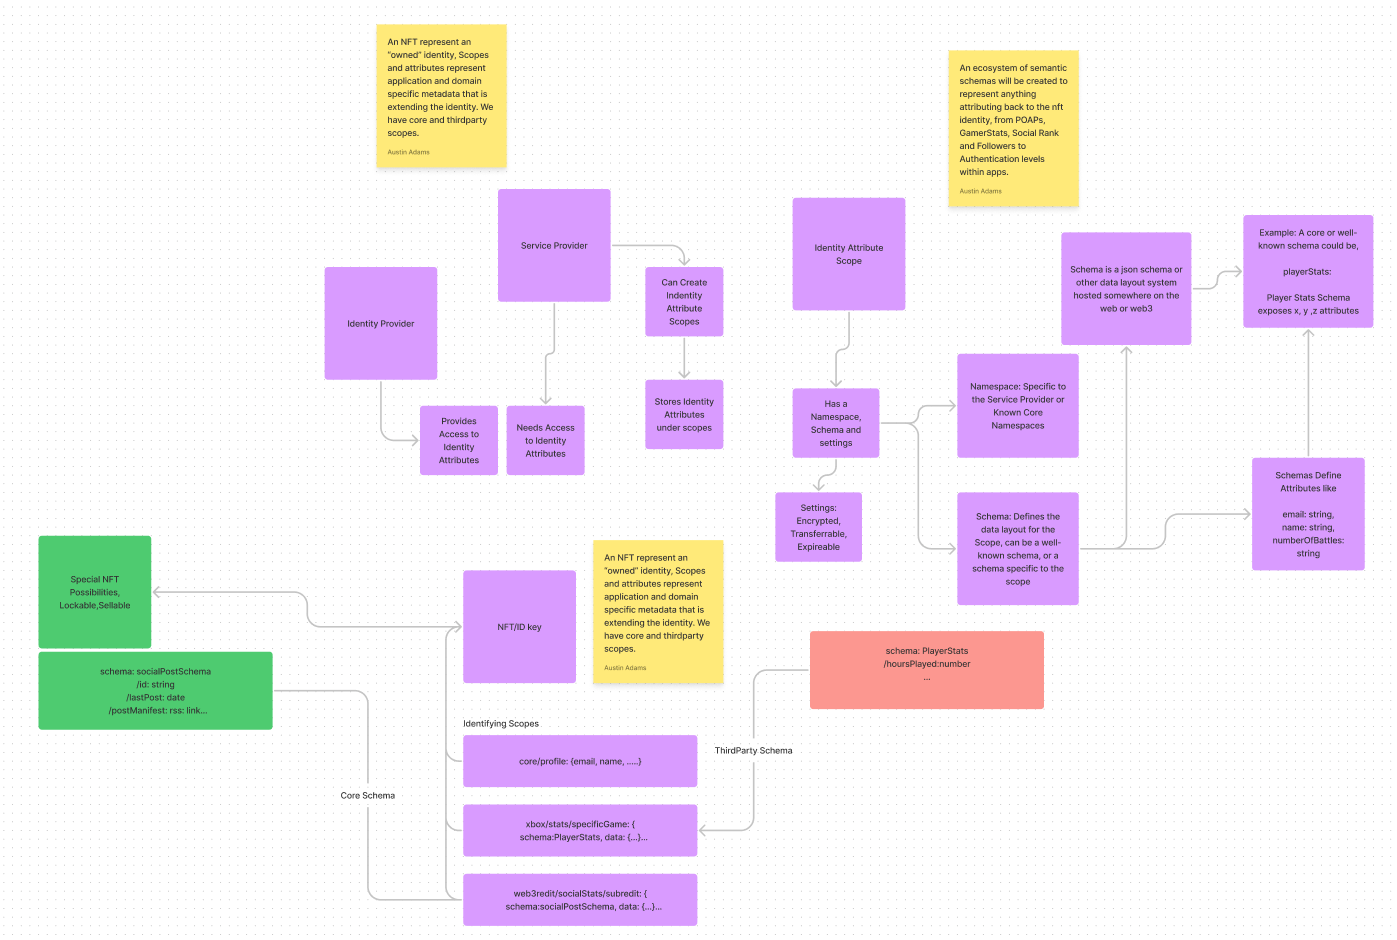 An NFT represent an
"owned" identity, Scopes
and attributes represent
application and domain
specific metadata that is
extending the identity. We
have core and thirdparty
scopes.
Austin Adams
An ecosystem of semantic
schemas will be created to
represent anything
attributing back to the nft
identity, from POAPs,
GamerStats, Social Rank
and Followers to
Authentication levels
within apps.
Austin Adams
Service Provider
Identity Provider
Can Create
Indentity
Attribute
Scopes
Provides
Access to
Identity
Attributes
Needs Access
to Identity
Attributes
Stores Identity
Attributes
under scopes
Identity Attribute
Scope
Has a
Namespace,
Schema and
settings
Settings:
Encrypted,
Transferrable,
Expireable
Namespace: Specific to
the Service Provider or
Known Core
Namespaces
Schema: Defines the
data layout for the
Scope, can be a well-
known schema, or a
schema specific to the
scope
Schema is a json schema or
other data layout system
hosted somewhere on the
web or web3
Example: A core or well-
known schema could be,
playerStats:
Player Stats Schema
exposes x, y ,z attributes
Schemas Define
Attributes like
email: string,
name: string,
numberOfBattles:
string
Special NFT
Possibilities,
Lockable,Sellable
schema: socialPostSchema
/id: string
/lastPost: date
/postManifest: rss: link...
NFT/ID key
An NFT represent an
"owned" identity, Scopes
and attributes represent
application and domain
specific metadata that is
extending the identity. We
have core and thirdparty
scopes.
Austin Adams
schema: PlayerStats
/hoursPlayed:number
...
Identifying Scopes
core/profile: {email, name, .....}
ThirdParty Schema
Core Schema
xbox/stats/specificGame: {
schema:PlayerStats, data: {...}...
web3redit/socialStats/subredit: {
schema:socialPostSchema, data: {...}...